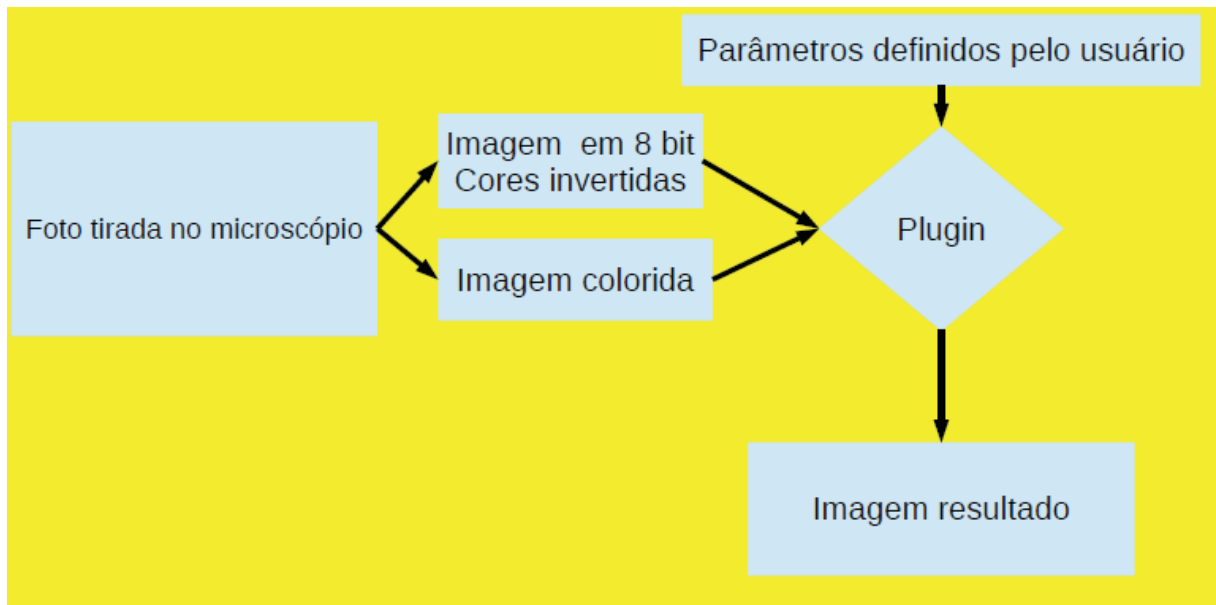 Parâmetros definidos pelo usuário
Foto tirada no microscópio
Imagem em 8 bit
Cores invertidas
Imagem colorida
Plugin
Imagem resultado